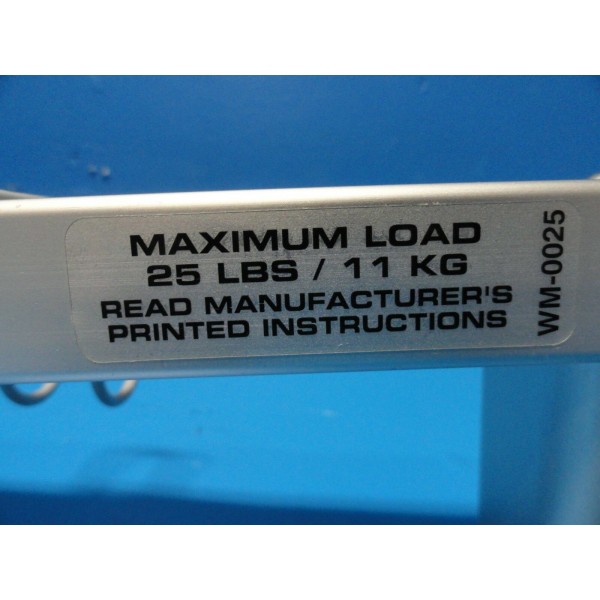 MAXIMUM LOAD
25 LBS / 11 KG
READ MANUFACTURER'S
PRINTED INSTRUCTIONS
WM-0025